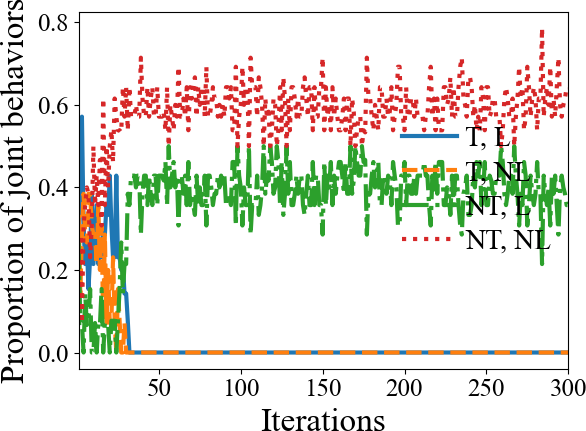 Proportion of joint behaviors
0.8
0.6
0.4
0.2
0.0
T, L
T, NL
NT, L
NT, NL
50
100
150
200
250
300
Iterations